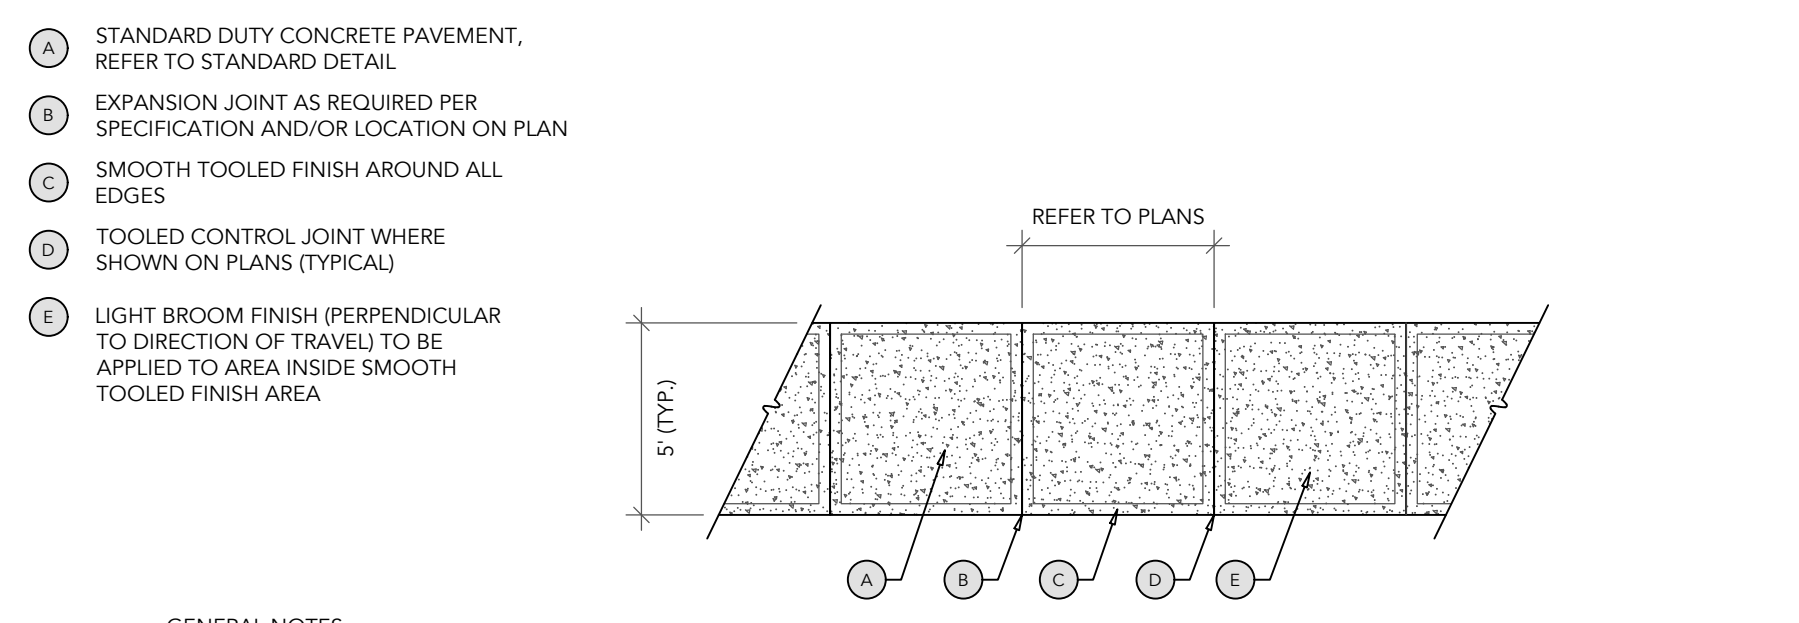 A
STANDARD DUTY CONCRETE PAVEMENT,
REFER TO STANDARD DETAIL
B
EXPANSION JOINT AS REQUIRED PER
SPECIFICATION AND/OR LOCATION ON PLAN
C
SMOOTH TOOLED FINISH AROUND ALL
EDGES
D
TOOLED CONTROL JOINT WHERE
SHOWN ON PLANS (TYPICAL)
E
LIGHT BROOM FINISH (PERPENDICULAR
TO DIRECTION OF TRAVEL) TO BE
APPLIED TO AREA INSIDE SMOOTH
TOOLED FINISH AREA
REFER TO PLANS
5' (TYP.)
A B C D E
GENERAL NOTES